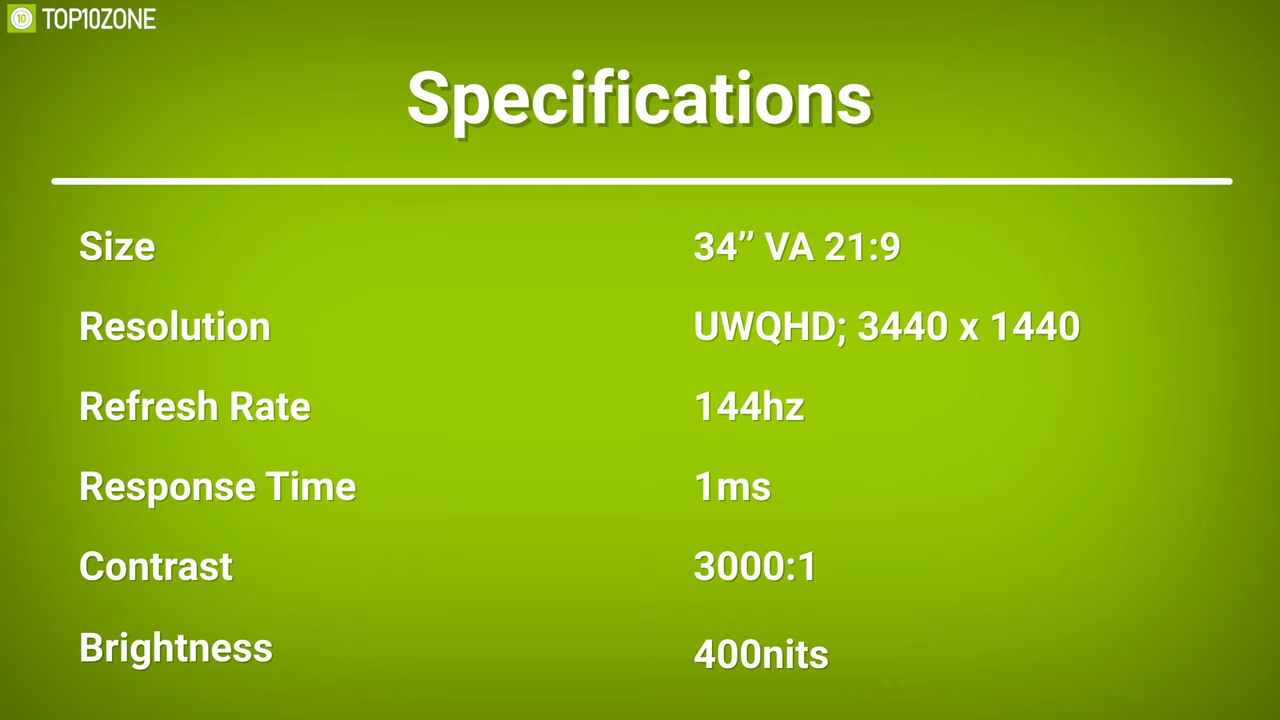 10 TOP10ZONE
Specifications
Size 34’’ VA 21:9
Resolution UWQHD; 3440 x 1440
Refresh Rate 144hz
Response Time 1ms
Contrast 3000:1
Brightness 400nits